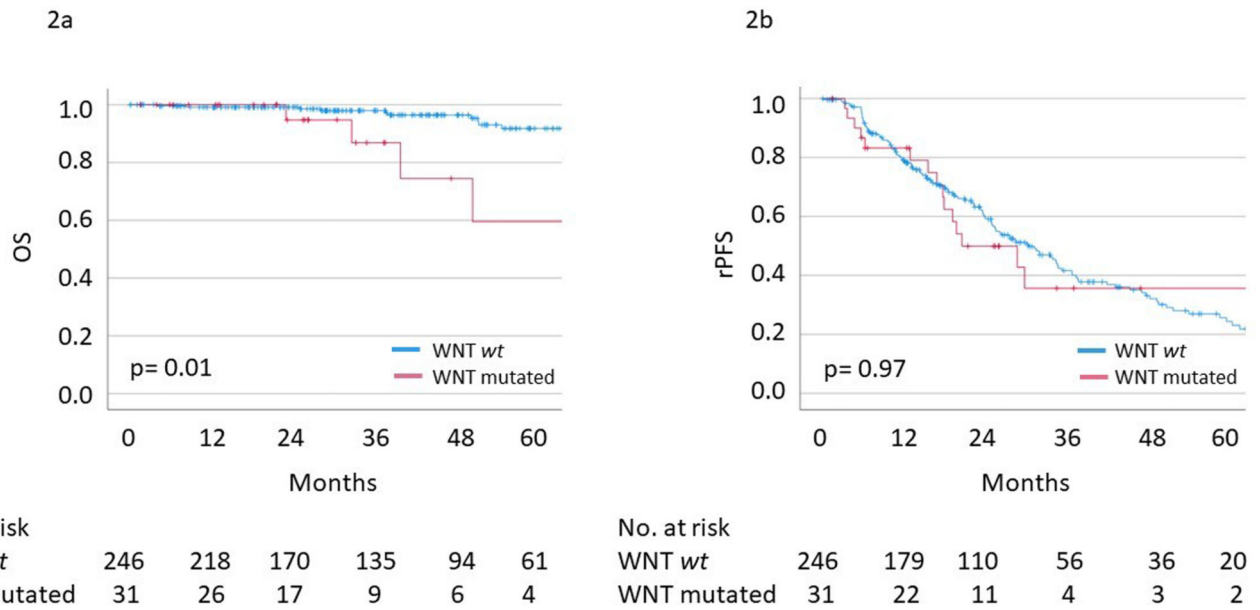 2a
1.0
0.8
0.6
0.4
0.2
0.0
OS
p= 0.01
WNT wt
WNT mutated
0 12 24 36 48 60
Months
isk
t 246 218 170 135 94 61
utated 31 26 17 9 6 4
2b
1.0
0.8
0.6
0.4
0.2
0.0
rPFS
p= 0.97
WNT wt
WNT mutated
0 12 24 36 48 60
Months
No. at risk
WNT wt 246 179 110 56 36 20
WNT mutated 31 22 11 4 3 2